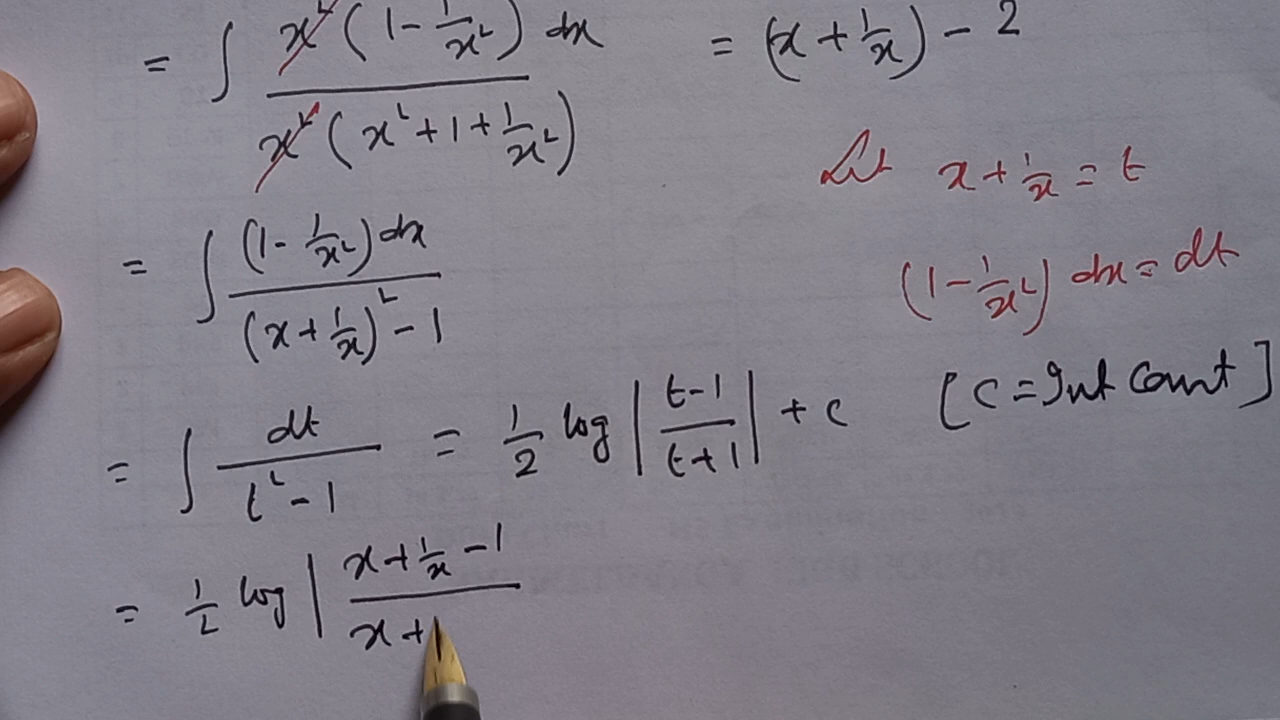 = ∫ x²(1 - 1/x²) dx / x²(x² + 1 + 1/x²)
= (x + 1/x) - 2
Let x + 1/x = t
= ∫ (1 - 1/x²) dx / (x + 1/x)² - 1
(1 - 1/x²) dx = dt
= ∫ dt / t² - 1 = 1/2 log | t-1 / t+1 | + c [c = Int Const]
= 1/2 log | x + 1/x - 1 / x +